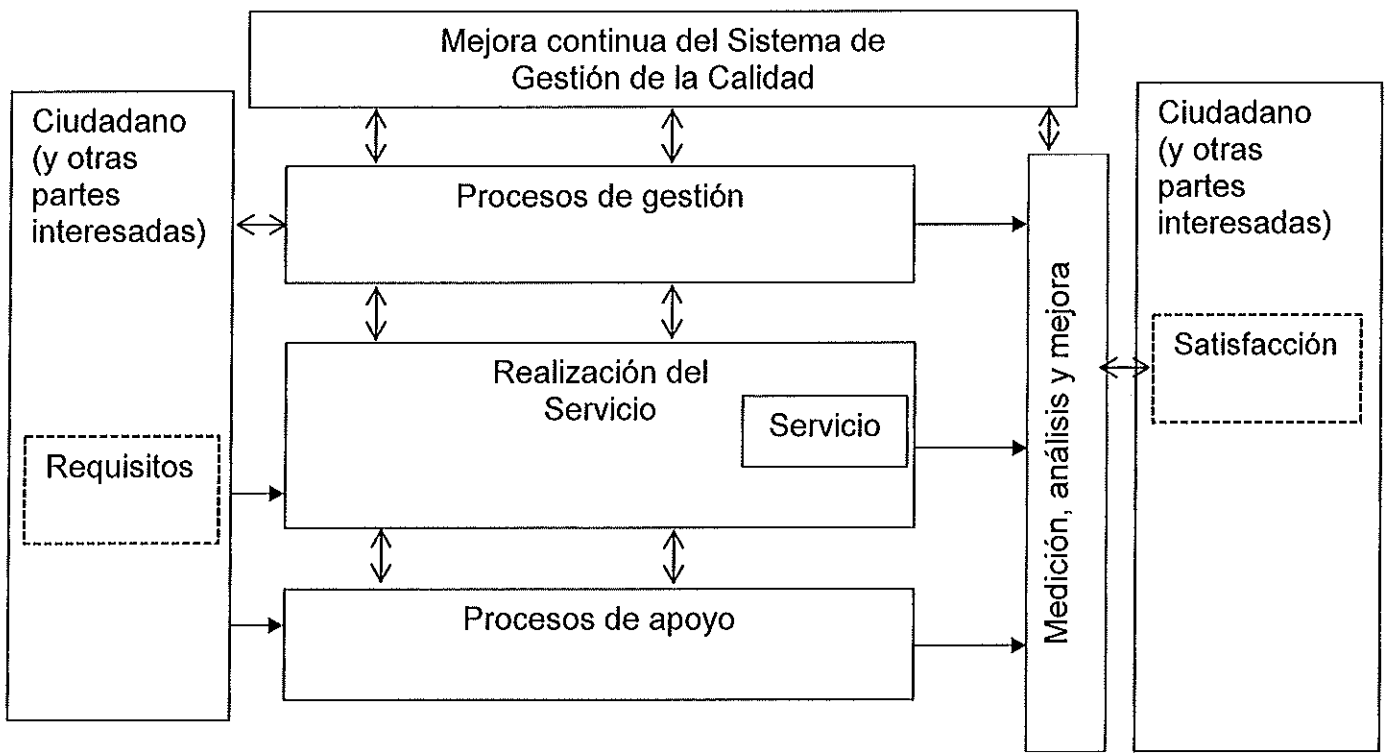 Mejora continua del Sistema de
Gestión de la Calidad
Ciudadano
(y otras
partes
interesadas)
Requisitos
Procesos de gestión
Realización del
Servicio
Servicio
Procesos de apoyo
Medición, análisis y mejora
Ciudadano
(y otras
partes
interesadas)
Satisfacción